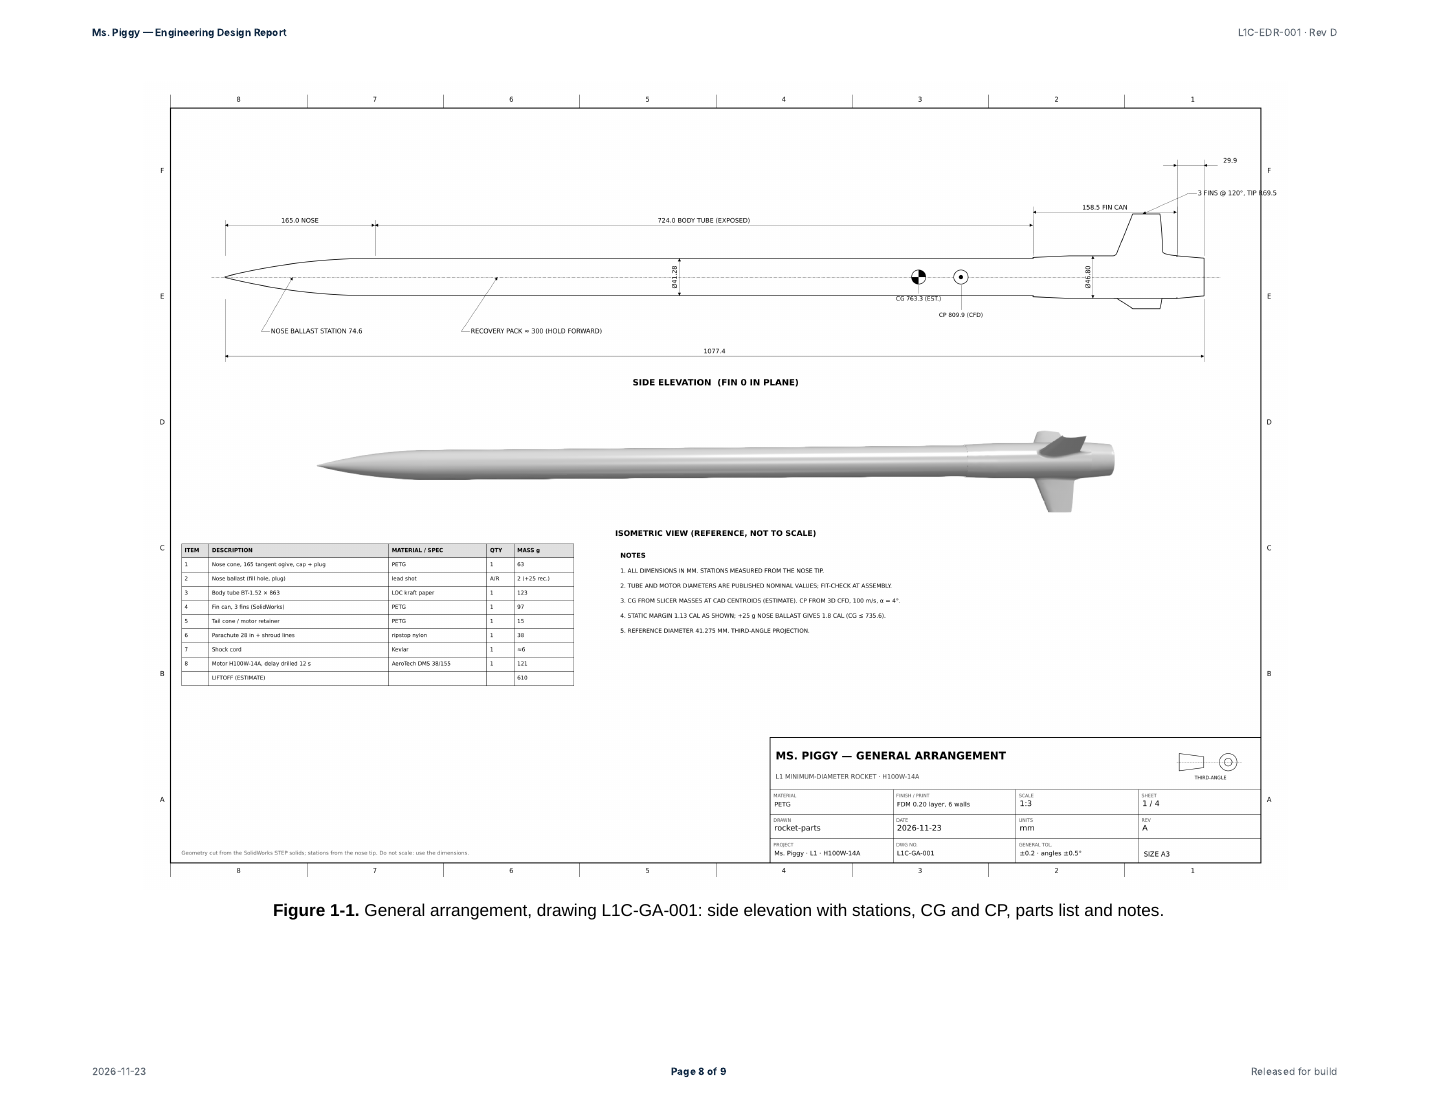 Ms. Piggy — Engineering Design Report
L1C-EDR-001 · Rev D
8 7 6 5 4 3 2 1
29.9
F F
3 FINS @ 120°, TIP R69.5
158.5 FIN CAN
165.0 NOSE
724.0 BODY TUBE (EXPOSED)
Ø41.28
Ø46.80
E E
CG 763.3 (EST.)
CP 809.9 (CFD)
NOSE BALLAST STATION 74.6
RECOVERY PACK ≈ 300 (HOLD FORWARD)
1077.4
SIDE ELEVATION (FIN 0 IN PLANE)
D D
ISOMETRIC VIEW (REFERENCE, NOT TO SCALE)
C C
ITEM DESCRIPTION MATERIAL / SPEC QTY MASS g
1 Nose cone, 165 tangent ogive, cap + plug PETG 1 63
2 Nose ballast (fill hole, plug) lead shot A/R 2 (+25 rec.)
3 Body tube BT-1.52 × 863 LOC kraft paper 1 123
4 Fin can, 3 fins (SolidWorks) PETG 1 97
5 Tail cone / motor retainer PETG 1 15
6 Parachute 28 in + shroud lines ripstop nylon 1 38
7 Shock cord Kevlar 1 ≈6
8 Motor H100W-14A, delay drilled 12 s AeroTech DMS 38/155 1 121
LIFTOFF (ESTIMATE) 610
NOTES
1. ALL DIMENSIONS IN MM. STATIONS MEASURED FROM THE NOSE TIP.
2. TUBE AND MOTOR DIAMETERS ARE PUBLISHED NOMINAL VALUES; FIT-CHECK AT ASSEMBLY.
3. CG FROM SLICER MASSES AT CAD CENTROIDS (ESTIMATE). CP FROM 3D CFD, 100 m/s, α = 4°.
4. STATIC MARGIN 1.13 CAL AS SHOWN; +25 g NOSE BALLAST GIVES 1.8 CAL (CG ≤ 735.6).
5. REFERENCE DIAMETER 41.275 MM. THIRD-ANGLE PROJECTION.
B B
MS. PIGGY — GENERAL ARRANGEMENT
L1 MINIMUM-DIAMETER ROCKET · H100W-14A
THIRD-ANGLE
MATERIAL FINISH / PRINT SCALE SHEET
PETG FDM 0.20 layer, 6 walls 1:3 1 / 4
A A
DRAWN DATE UNITS REV
rocket-parts 2026-11-23 mm A
PROJECT DWG NO. GENERAL TOL.
Ms. Piggy · L1 · H100W-14A L1C-GA-001 ±0.2 · angles ±0.5° SIZE A3
Geometry cut from the SolidWorks STEP solids; stations from the nose tip. Do not scale: use the dimensions.
8 7 6 5 4 3 2 1
Figure 1-1. General arrangement, drawing L1C-GA-001: side elevation with stations, CG and CP, parts list and notes.
2026-11-23
Page 8 of 9
Released for build